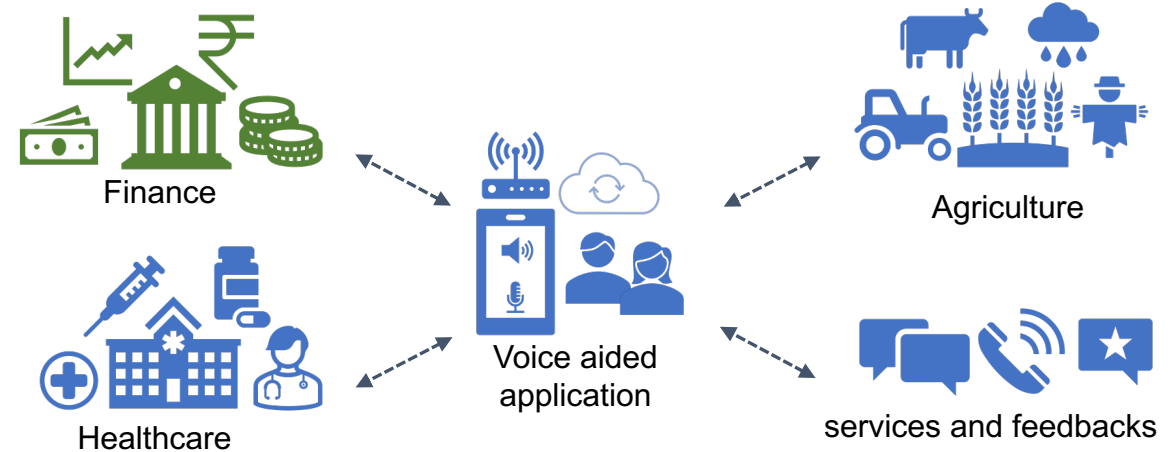 Finance
Agriculture
Voice aided
application
Healthcare
services and feedbacks